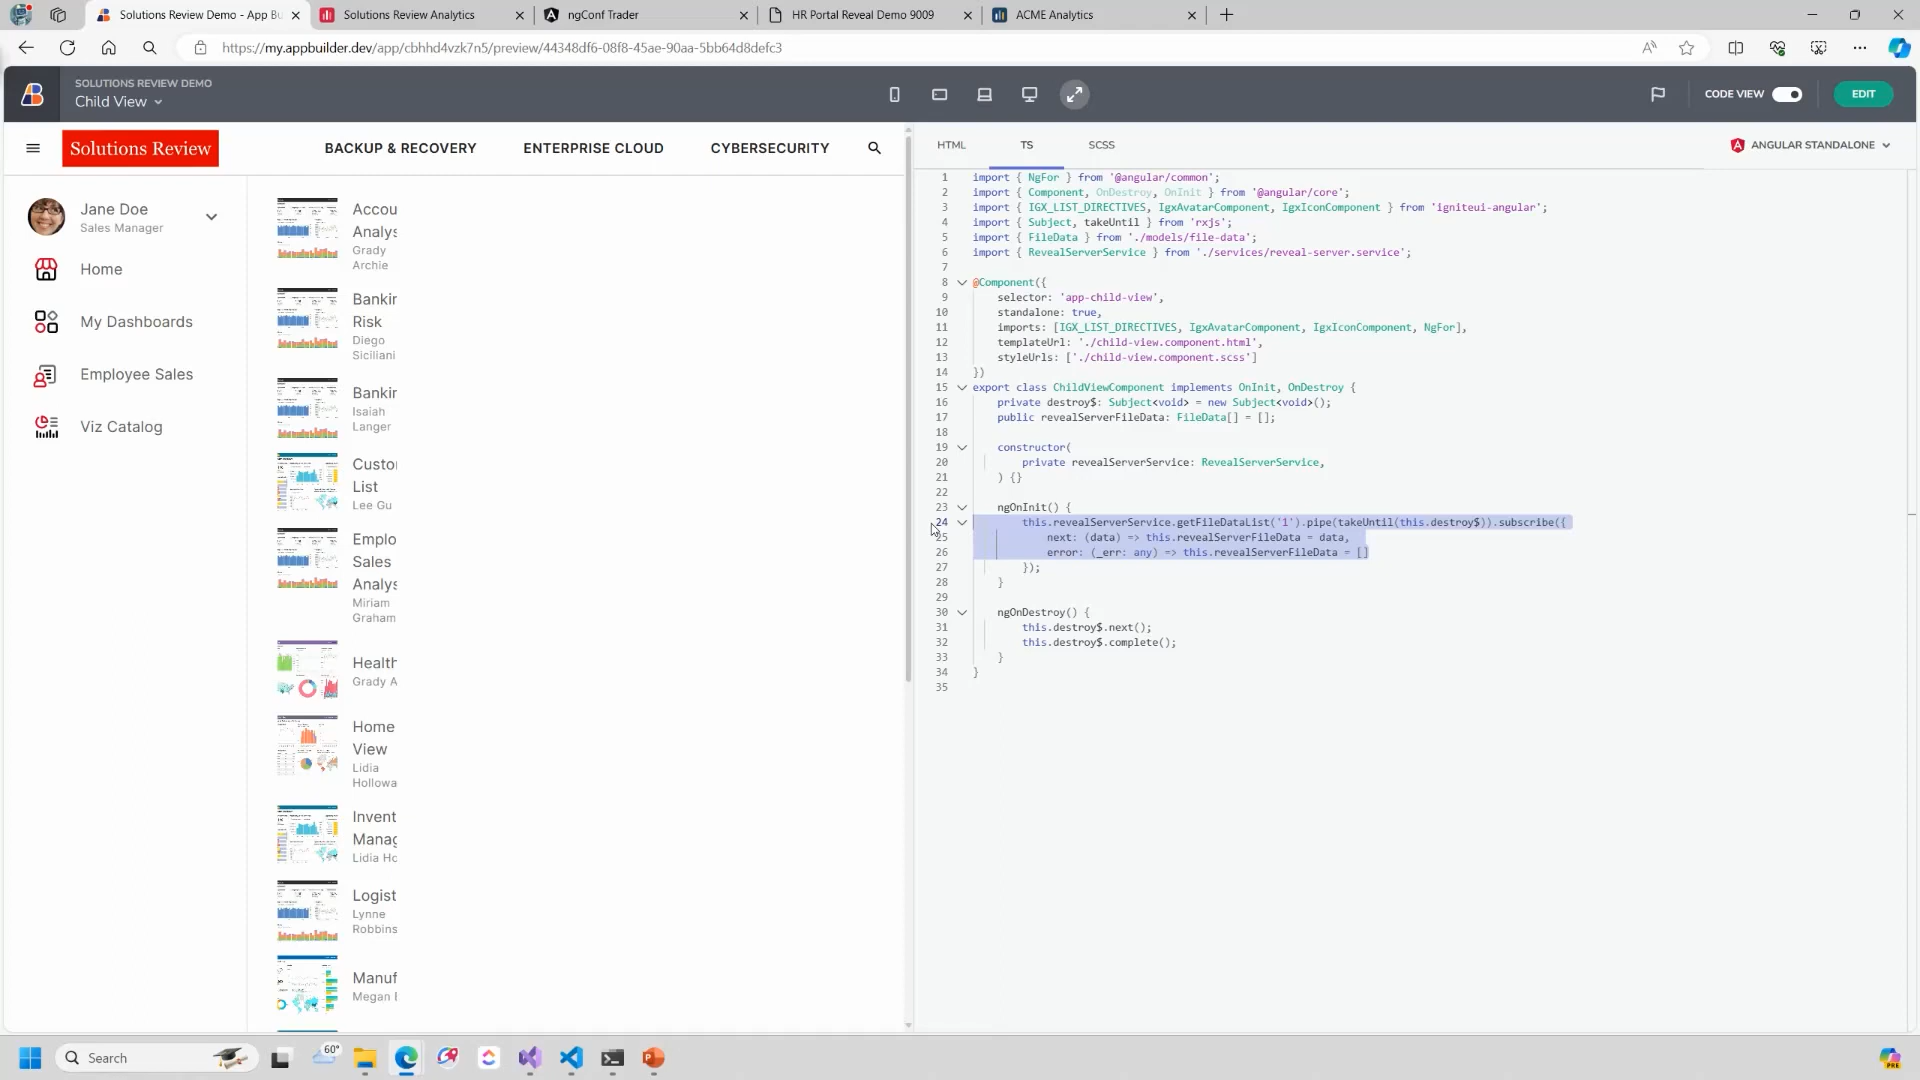 Solutions Review Demo - App Bu
Solutions Review Analytics
ngConf Trader
HR Portal Reveal Demo 9009
ACME Analytics
https://my.appbuilder.dev/app/cbhhd4vzk7n5/preview/44348df6-08f8-45ae-90aa-5bb64d8defc3
SOLUTIONS REVIEW DEMO
Child View
CODE VIEW
EDIT
Solutions Review
BACKUP & RECOVERY
ENTERPRISE CLOUD
CYBERSECURITY
Jane Doe
Sales Manager
Home
My Dashboards
Employee Sales
Viz Catalog
Accou
Analys
Grady
Archie
Bankin
Risk
Diego
Siciliani
Bankin
Isaiah
Langer
Custo
List
Lee Gu
Emplo
Sales
Analys
Miriam
Graham
Health
Grady A
Home
View
Lidia
Hollowa
Invent
Manag
Lidia Ho
Logist
Lynne
Robbins
Manuf
Megan B
HTML
TS
SCSS
ANGULAR STANDALONE
1 import { NgFor } from '@angular/common';
2 import { Component, OnDestroy, OnInit } from '@angular/core';
3 import { IGX_LIST_DIRECTIVES, IgxAvatarComponent, IgxIconComponent } from 'igniteui-angular';
4 import { Subject, takeUntil } from 'rxjs';
5 import { FileData } from './models/file-data';
6 import { RevealServerService } from './services/reveal-server.service';
7
8 @Component({
9 selector: 'app-child-view',
10 standalone: true,
11 imports: [IGX_LIST_DIRECTIVES, IgxAvatarComponent, IgxIconComponent, NgFor],
12 templateUrl: './child-view.component.html',
13 styleUrls: ['./child-view.component.scss']
14 })
15 export class ChildViewComponent implements OnInit, OnDestroy {
16 private destroy$: Subject<void> = new Subject<void>();
17 public revealServerFileData: FileData[] = [];
18
19 constructor(
20 private revealServerService: RevealServerService,
21 ) {}
22
23 ngOnInit() {
24 this.revealServerService.getFileDataList('1').pipe(takeUntil(this.destroy$)).subscribe({
25 next: (data) => this.revealServerFileData = data,
26 error: (_err: any) => this.revealServerFileData = []
27 });
28 }
29
30 ngOnDestroy() {
31 this.destroy$.next();
32 this.destroy$.complete();
33 }
34 }
35
Search
60°